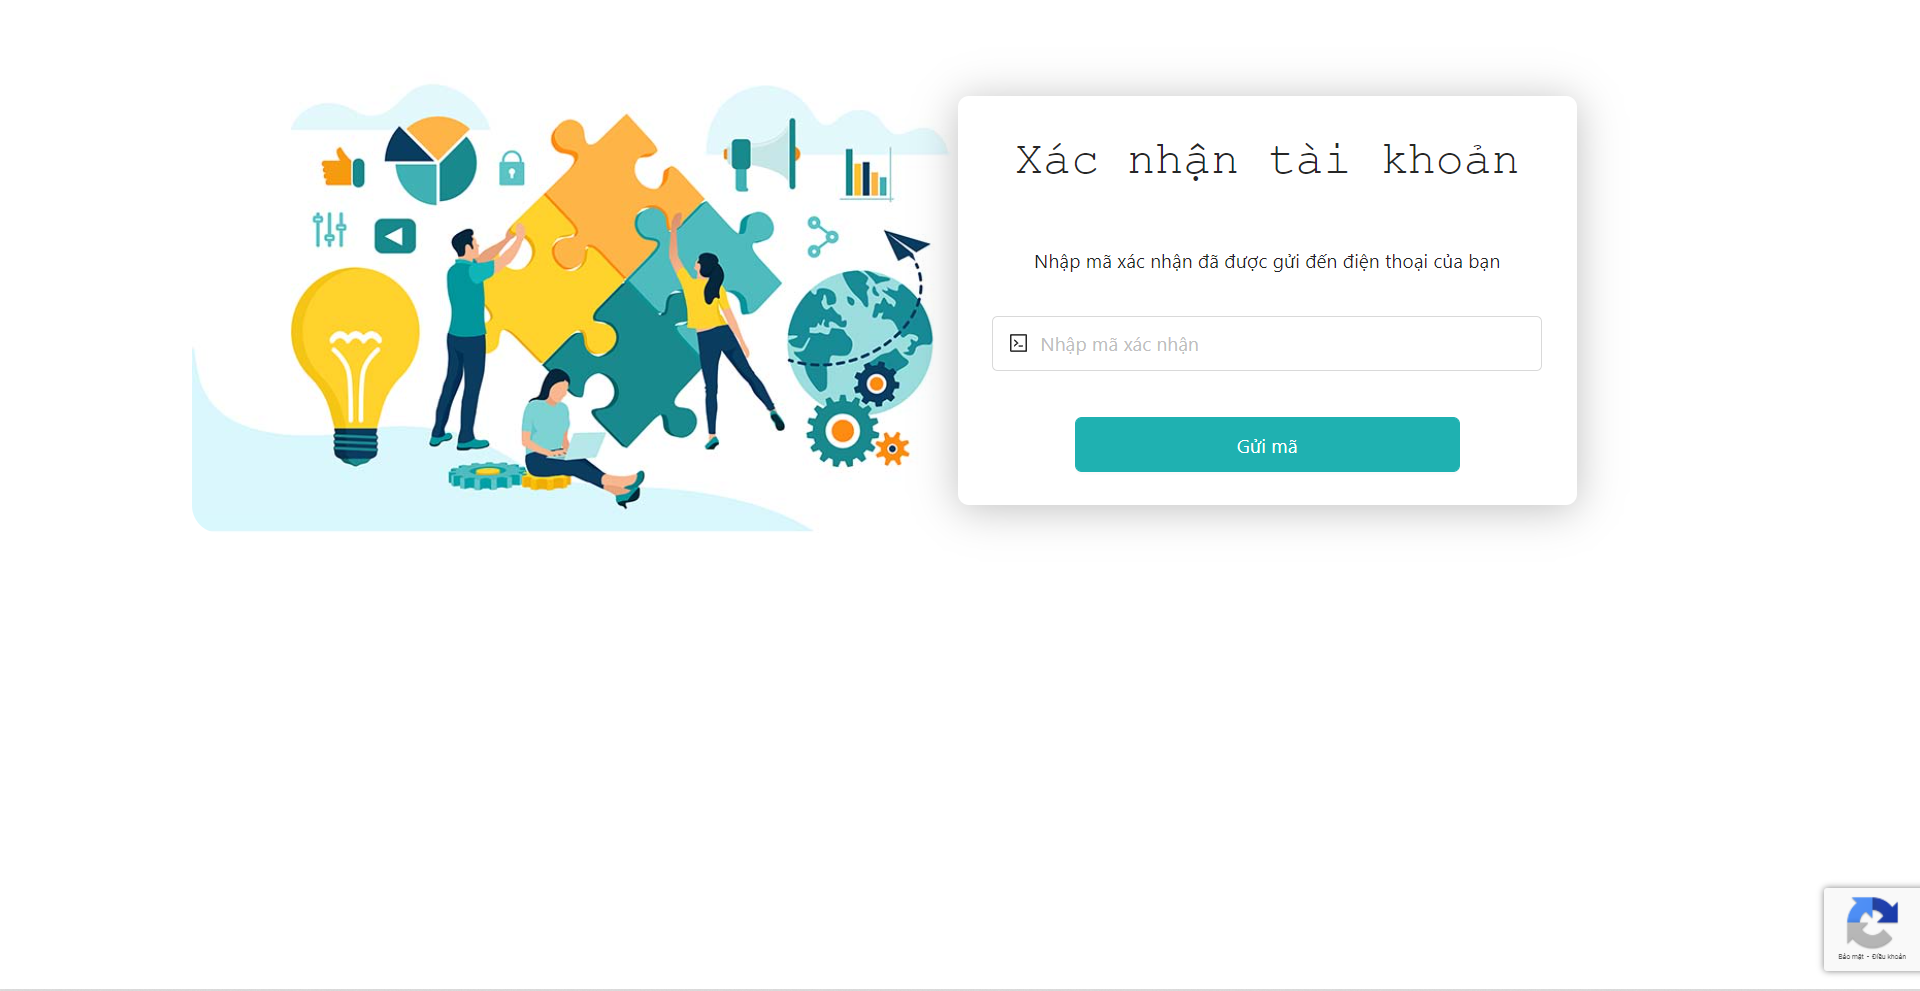 Xác nhận tài khoản
Nhập mã xác nhận đã được gửi đến điện thoại của bạn
Nhập mã xác nhận
Gửi mã
Bảo mật - Điều khoản